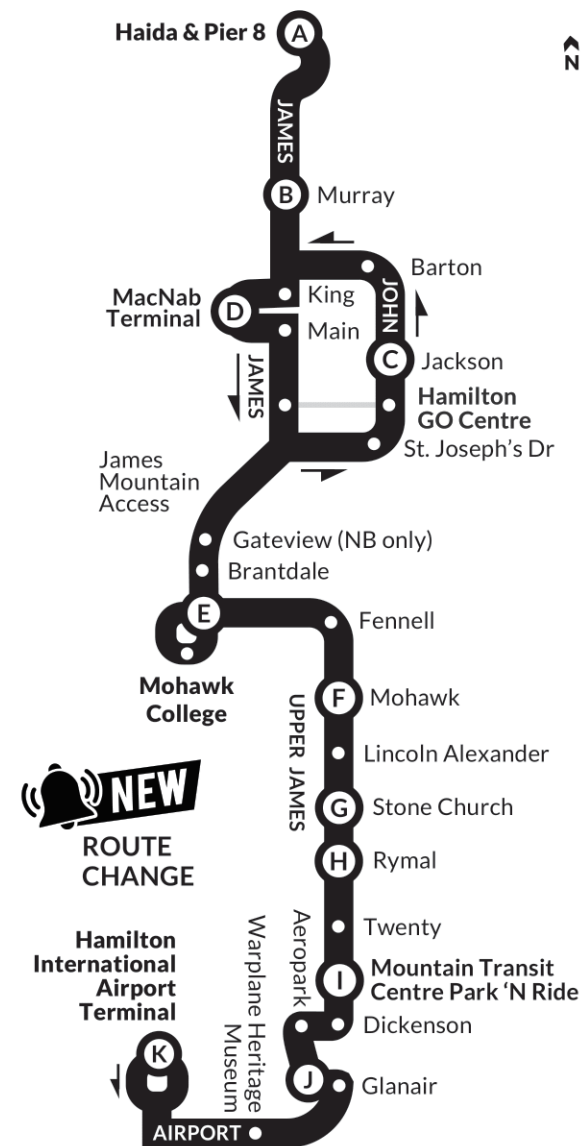 Haida & Pier 8
A
N
JAMES
B
Murray
Barton
MacNab
Terminal
D
King
JOHN
Main
JAMES
C
Jackson
Hamilton
GO Centre
St. Joseph's Dr
James
Mountain
Access
Gateview (NB only)
Brantdale
E
Fennell
Mohawk
College
F
Mohawk
UPPER JAMES
Lincoln Alexander
NEW
ROUTE
CHANGE
G
Stone Church
H
Rymal
Twenty
Hamilton
International
Airport
Terminal
Warplane Heritage
Museum
Aeropark
I
Mountain Transit
Centre Park 'N Ride
Dickenson
K
J
Glanair
AIRPORT